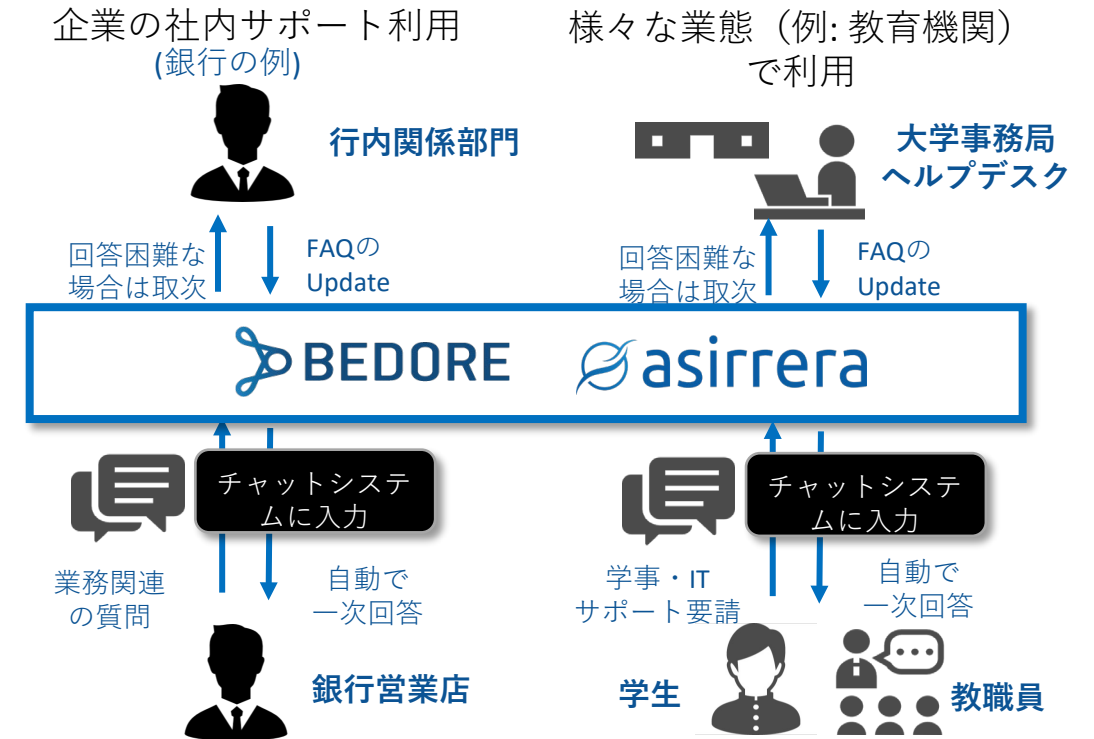 企業の社内サポート利用
(銀行の例)
行内関係部門
回答困難な
場合は取次
FAQの
Update
様々な業態（例: 教育機関）
で利用
大学事務局
ヘルプデスク
回答困難な
場合は取次
FAQの
Update
BEDORE
asirrera
チャットシステ
ムに入力
業務関連
の質問
自動で
一次回答
銀行営業店
チャットシステ
ムに入力
学事・IT
サポート要請
自動で
一次回答
学生
教職員